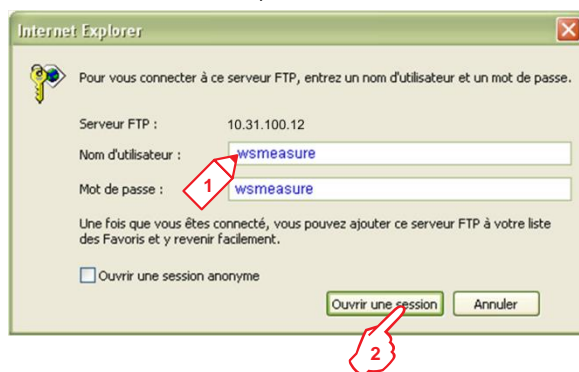 Internet Explorer
Pour vous connecter à ce serveur FTP, entrez un nom d'utilisateur et un mot de passe.
Serveur FTP : 10.31.100.12
Nom d'utilisateur : wsmeasure
1
Mot de passe : wsmeasure
Une fois que vous êtes connecté, vous pouvez ajouter ce serveur FTP à votre liste
des Favoris et y revenir facilement.
Ouvrir une session anonyme
Ouvrir une session Annuler
2